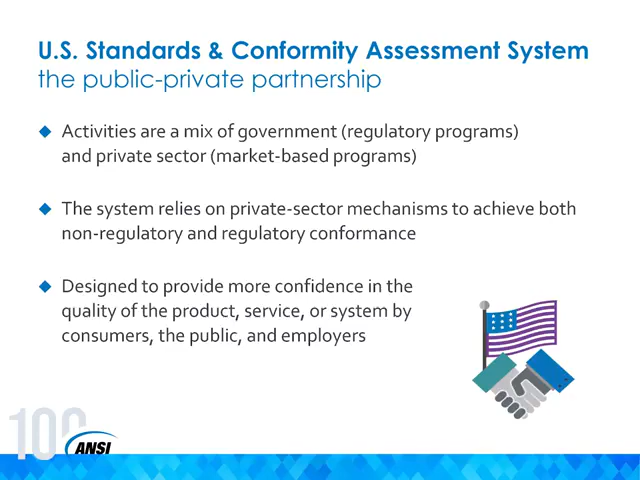 U.S. Standards & Conformity Assessment System
the public-private partnership
Activities are a mix of government (regulatory programs)
and private sector (market-based programs)
The system relies on private-sector mechanisms to achieve both
non-regulatory and regulatory conformance
Designed to provide more confidence in the
quality of the product, service, or system by
consumers, the public, and employers
100
ANSI